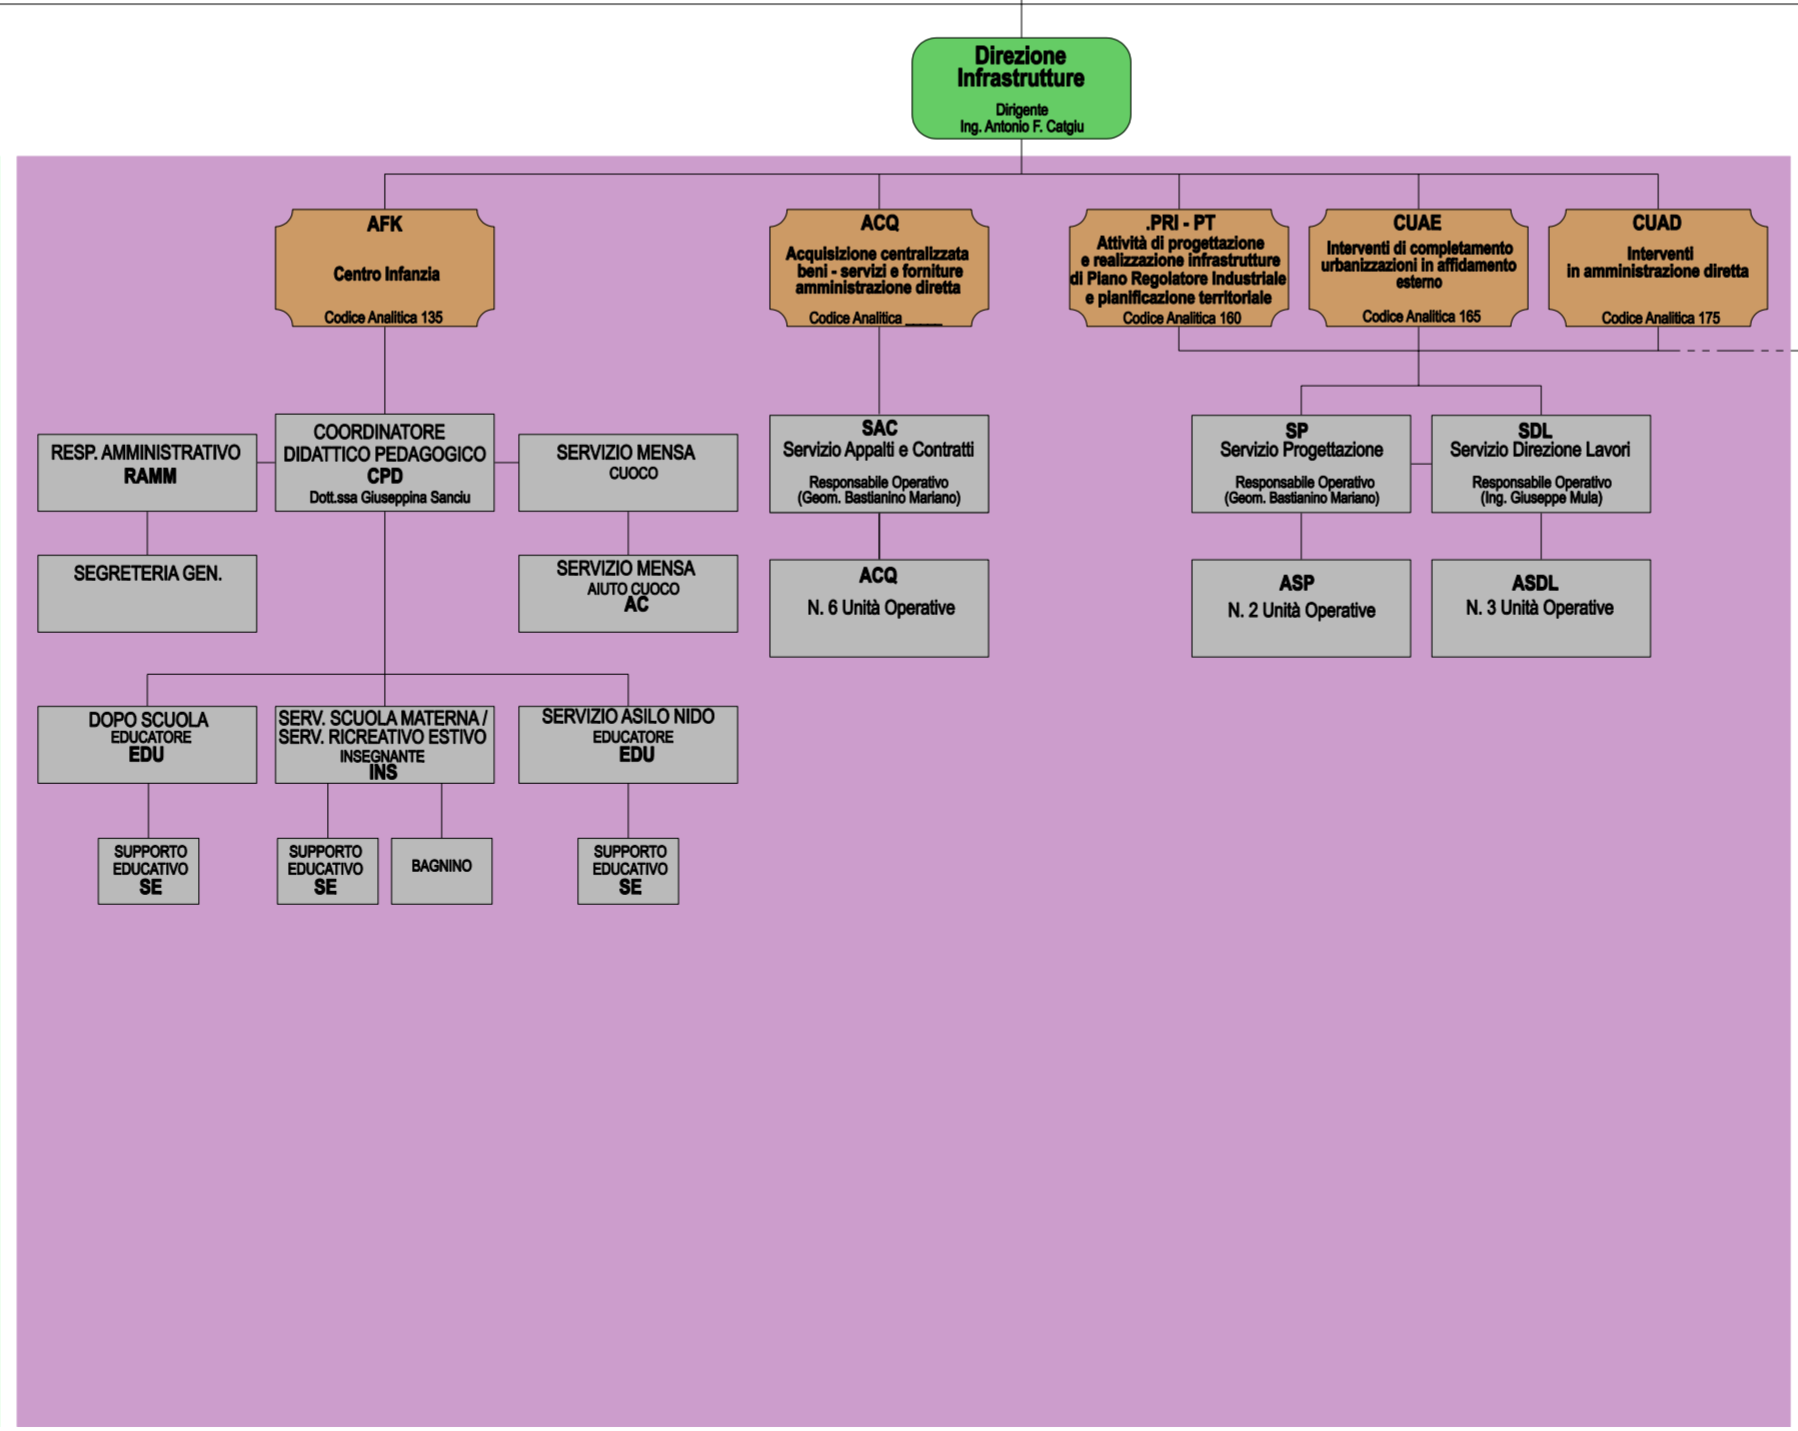 Direzione
Infrastrutture
Dirigente
Ing. Antonio F. Catgiu
AFK
Centro Infanzia
Codice Analitica 135
ACQ
Acquisizione centralizzata
beni - servizi e forniture
amministrazione diretta
Codice Analitica _____
.PRI - PT
Attività di progettazione
e realizzazione infrastrutture
di Piano Regolatore Industriale
e pianificazione territoriale
Codice Analitica 160
CUAE
Interventi di completamento
urbanizzazioni in affidamento
esterno
Codice Analitica 165
CUAD
Interventi
in amministrazione diretta
Codice Analitica 175
RESP. AMMINISTRATIVO
RAMM
COORDINATORE
DIDATTICO PEDAGOGICO
CPD
Dott.ssa Giuseppina Sanciu
SERVIZIO MENSA
CUOCO
SAC
Servizio Appalti e Contratti
Responsabile Operativo
(Geom. Bastianino Mariano)
SP
Servizio Progettazione
Responsabile Operativo
(Geom. Bastianino Mariano)
SDL
Servizio Direzione Lavori
Responsabile Operativo
(Ing. Giuseppe Mula)
SEGRETERIA GEN.
SERVIZIO MENSA
AIUTO CUOCO
AC
ACQ
N. 6 Unità Operative
ASP
N. 2 Unità Operative
ASDL
N. 3 Unità Operative
DOPO SCUOLA
EDUCATORE
EDU
SERV. SCUOLA MATERNA /
SERV. RICREATIVO ESTIVO
INSEGNANTE
INS
SERVIZIO ASILO NIDO
EDUCATORE
EDU
SUPPORTO
EDUCATIVO
SE
SUPPORTO
EDUCATIVO
SE
BAGNINO
SUPPORTO
EDUCATIVO
SE